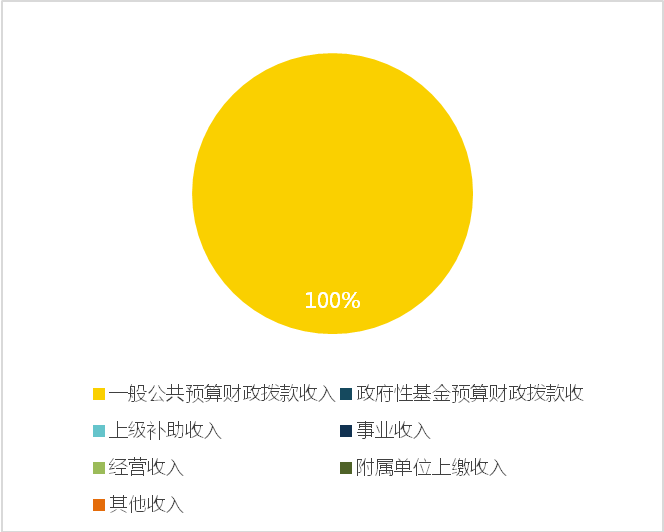 100%
一般公共预算财政拨款收入 政府性基金预算财政拨款收
上级补助收入 事业收入
经营收入 附属单位上缴收入
其他收入